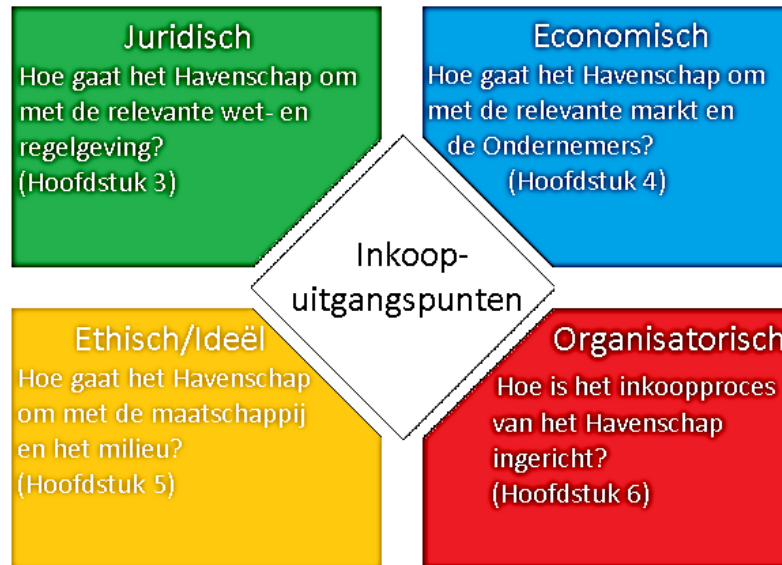 Juridisch
Hoe gaat het Havenschap om
met de relevante wet- en
regelgeving?
(Hoofdstuk 3)
Economisch
Hoe gaat het Havenschap om
met de relevante markt en
de Ondernemers?
(Hoofdstuk 4)
Inkoop-
uitgangspunten
Ethisch/Ideël
Hoe gaat het Havenschap
om met de maatschappij
en het milieu?
(Hoofdstuk 5)
Organisatorisch
Hoe is het inkoopproces
van het Havenschap
ingericht?
(Hoofdstuk 6)